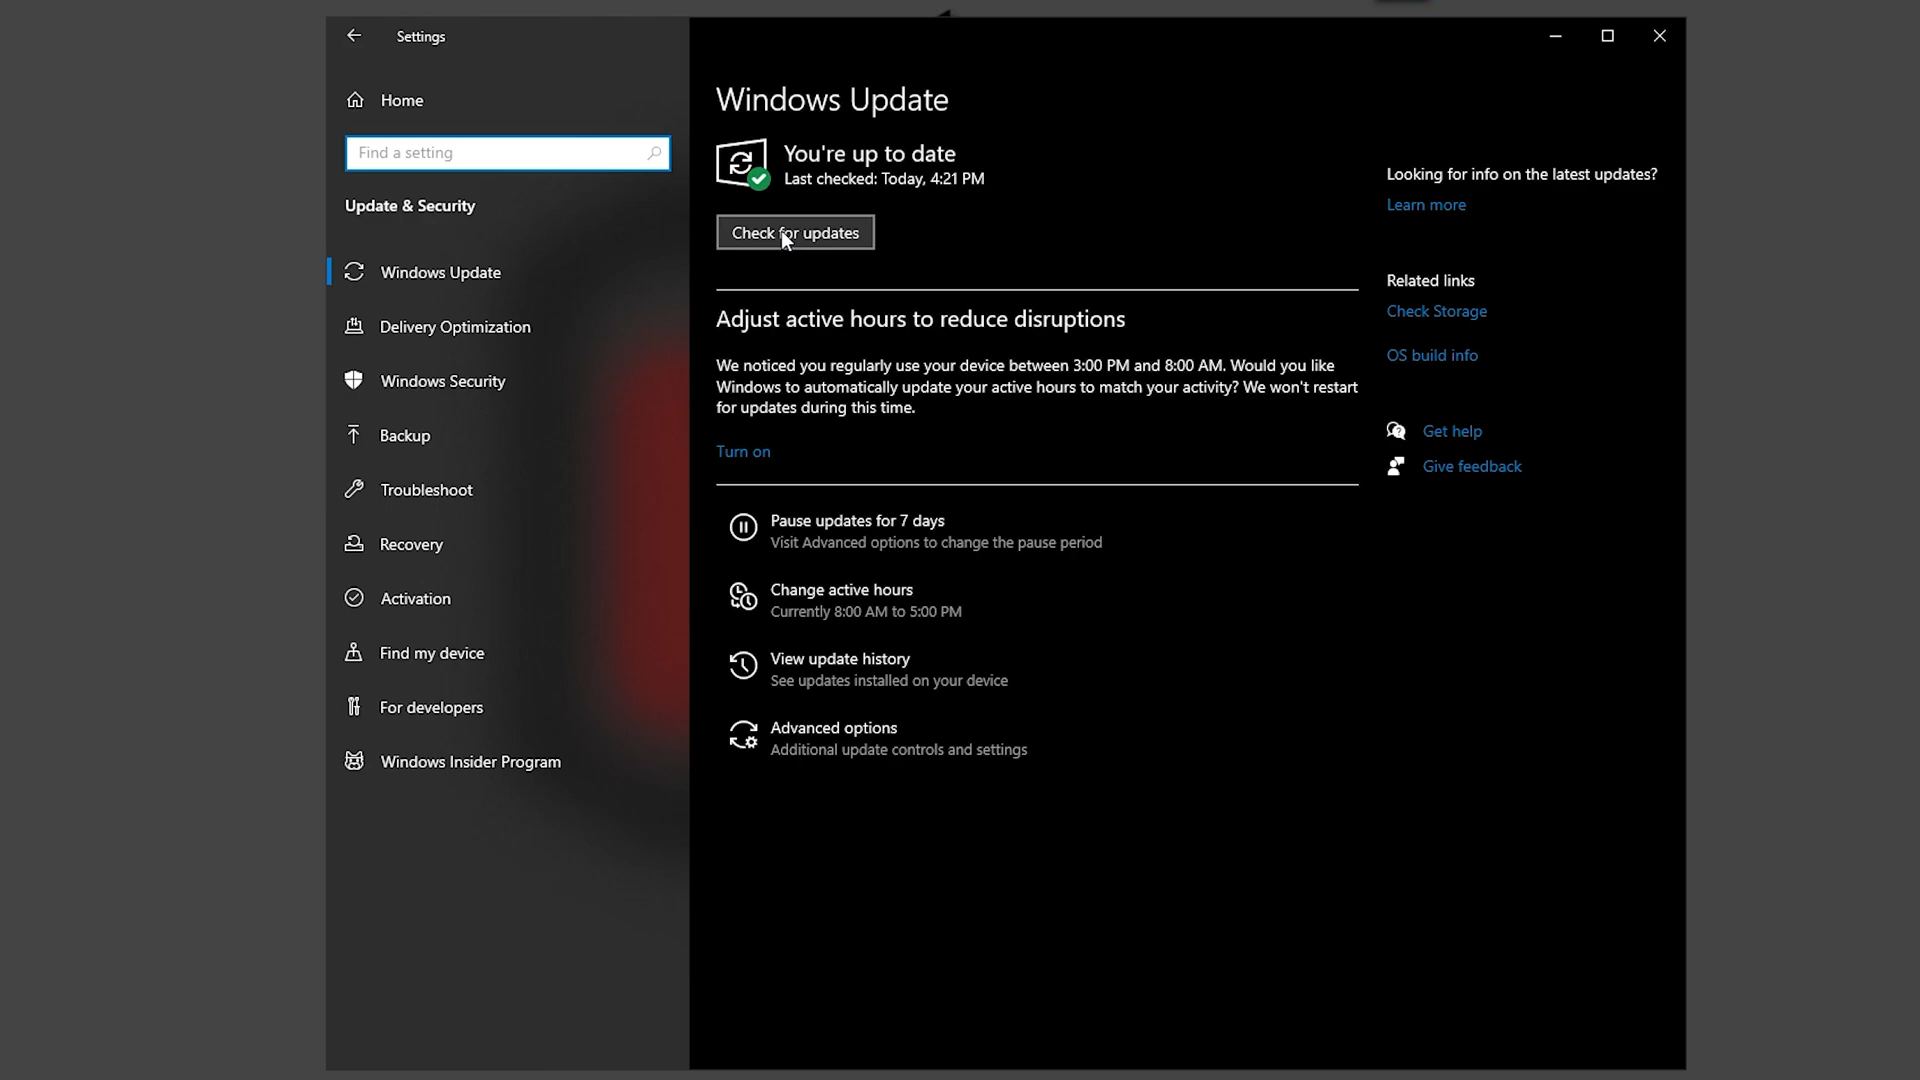 Settings
Home
Find a setting
Update & Security
Windows Update
Delivery Optimization
Windows Security
Backup
Troubleshoot
Recovery
Activation
Find my device
For developers
Windows Insider Program
Windows Update
You're up to date
Last checked: Today, 4:21 PM
Check for updates
Adjust active hours to reduce disruptions
We noticed you regularly use your device between 3:00 PM and 8:00 AM. Would you like
Windows to automatically update your active hours to match your activity? We won't restart
for updates during this time.
Turn on
Pause updates for 7 days
Visit Advanced options to change the pause period
Change active hours
Currently 8:00 AM to 5:00 PM
View update history
See updates installed on your device
Advanced options
Additional update controls and settings
Looking for info on the latest updates?
Learn more
Related links
Check Storage
OS build info
Get help
Give feedback